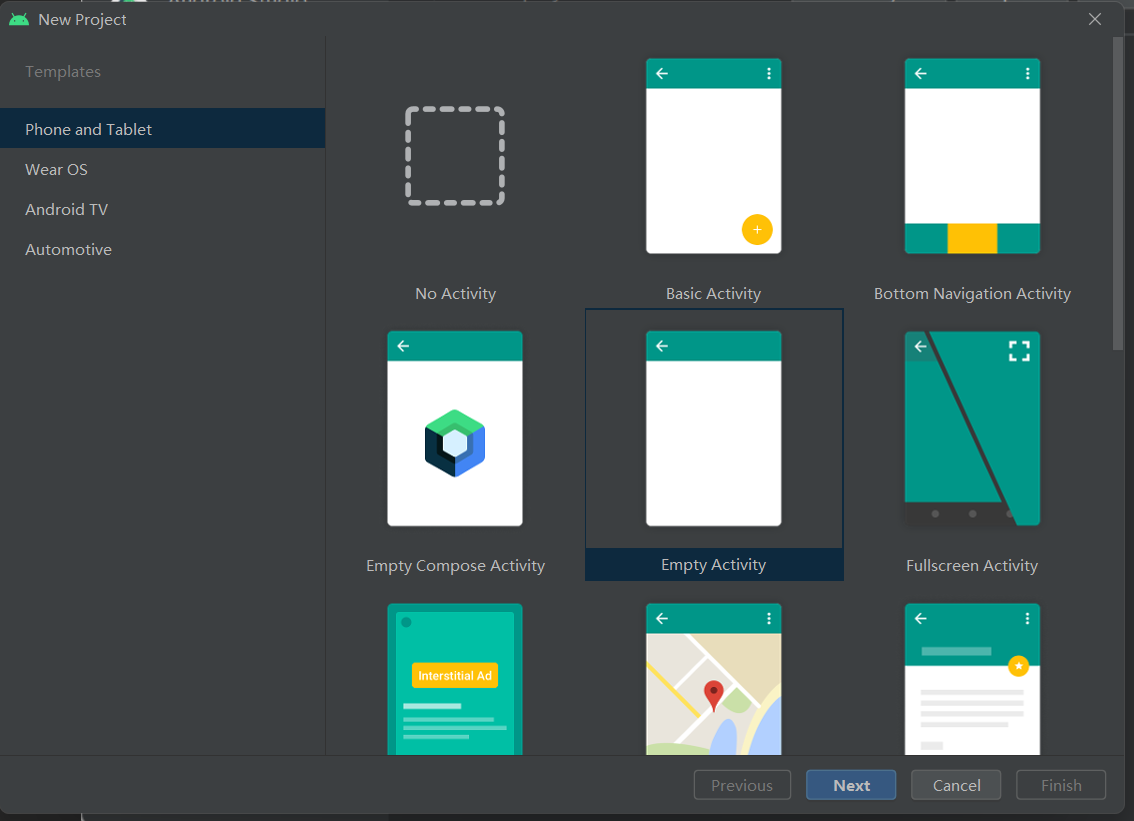 New Project
Templates
Phone and Tablet
Wear OS
Android TV
Automotive
No Activity
Basic Activity
Bottom Navigation Activity
Empty Compose Activity
Empty Activity
Fullscreen Activity
Interstitial Ad
Previous
Next
Cancel
Finish